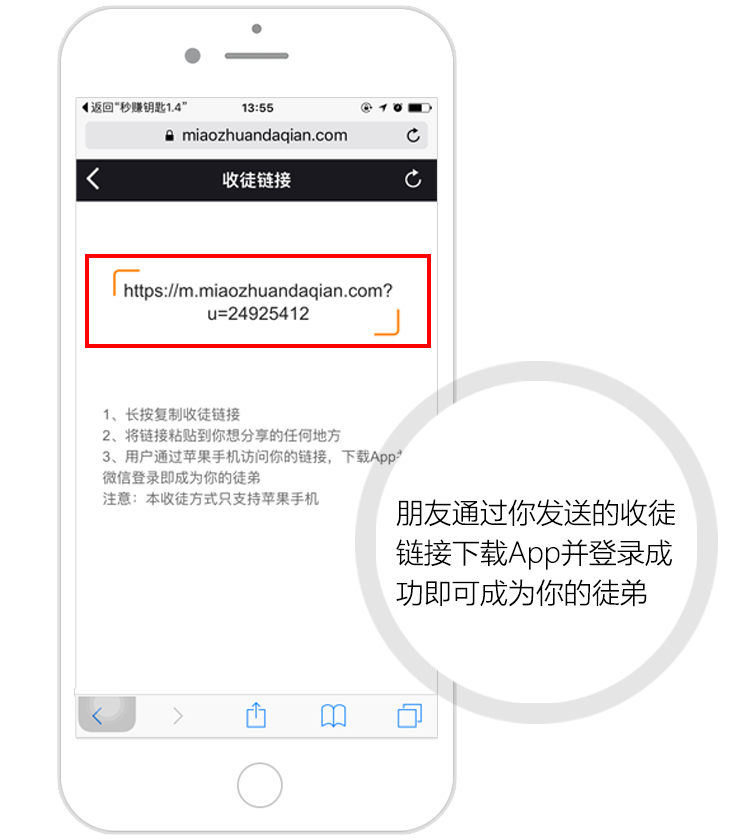 返回“秒赚钥匙1.4”
13:55
miaozhuandaqian.com
收徒链接
https://m.miaozhuandaqian.com?
u=24925412
1、长按复制收徒链接
2、将链接粘贴到你想分享的任何地方
3、用户通过苹果手机访问你的链接，下载App
微信登录即成为你的徒弟
注意：本收徒方式只支持苹果手机
朋友通过你发送的收徒
链接下载App并登录成
功即可成为你的徒弟